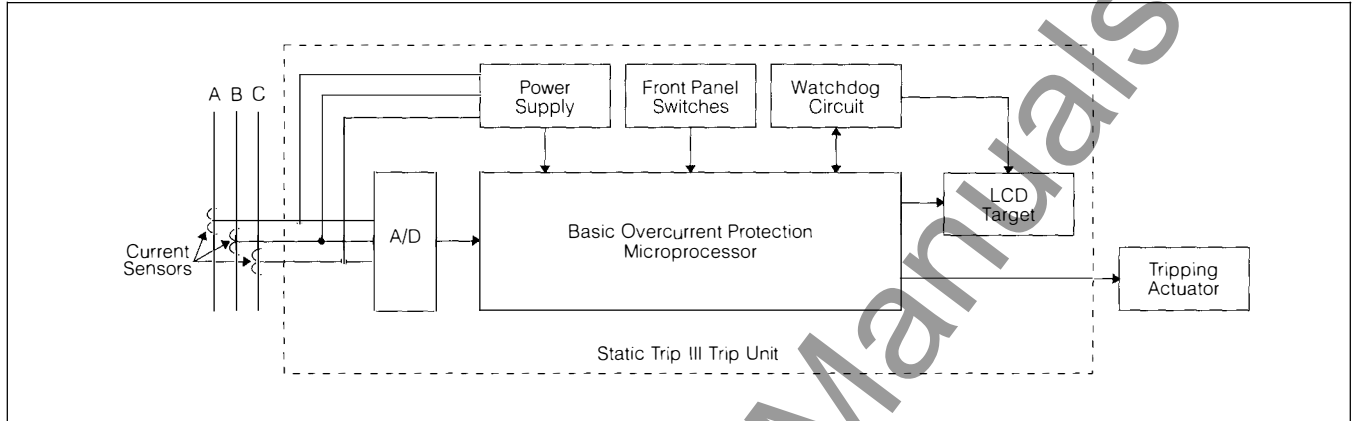 A B C
Power
Supply
Front Panel
Switches
Watchdog
Circuit
LCD
Target
A/D
Basic Overcurrent Protection
Microprocessor
Current
Sensors
Tripping
Actuator
Static Trip III Trip Unit
Manuals